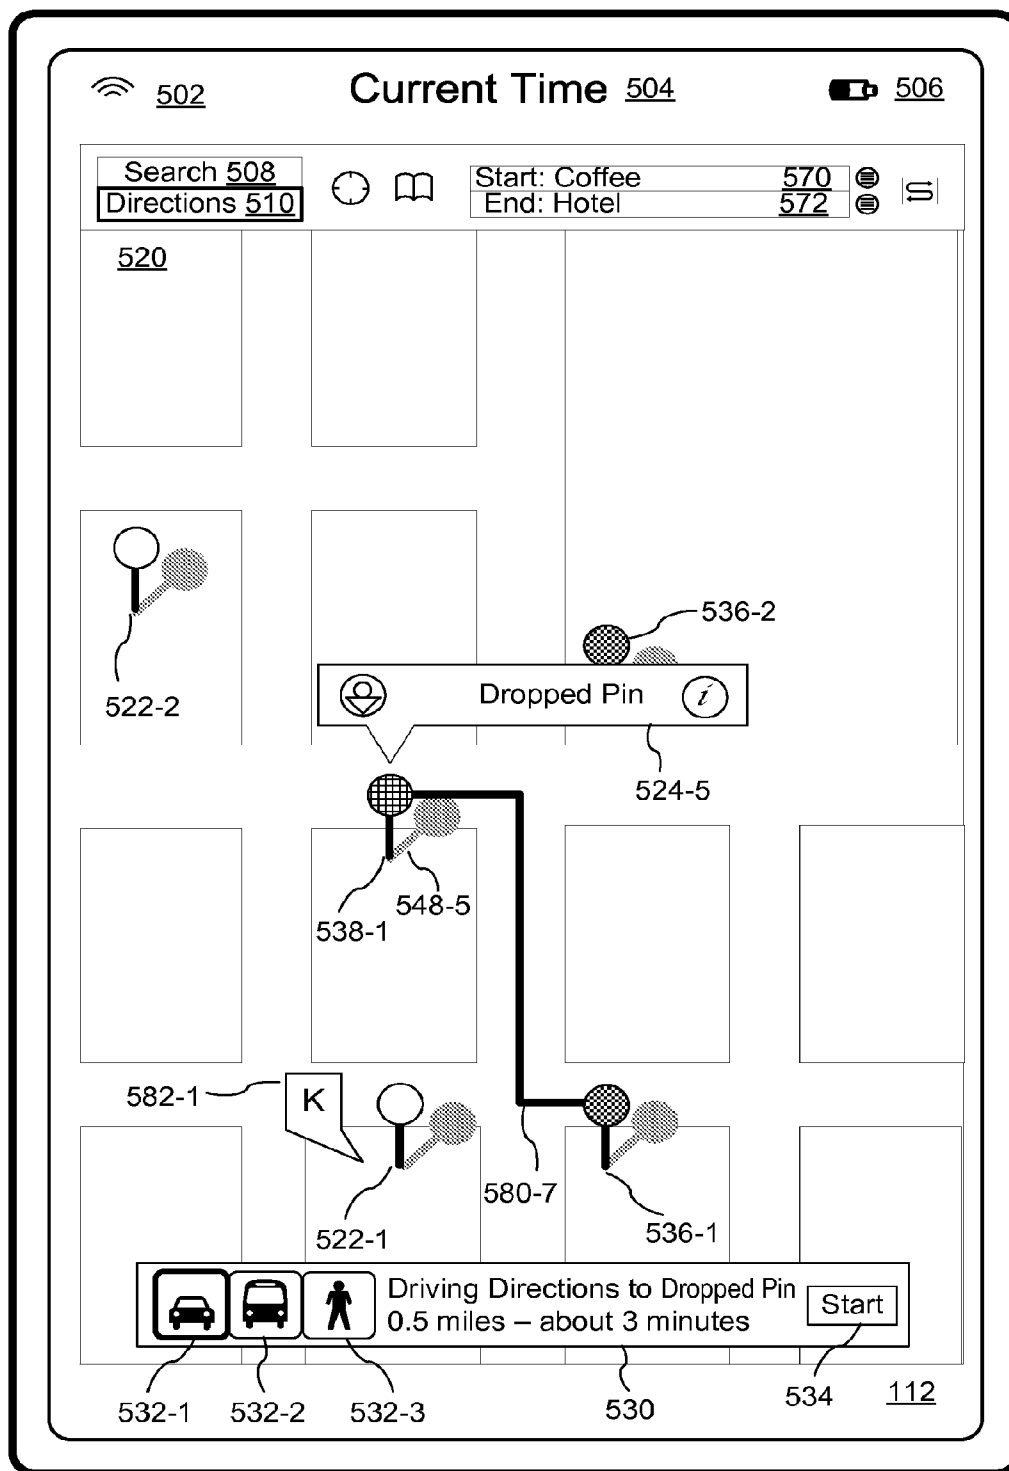 502
Current Time 504
506
Search 508
Directions 510
Start: Coffee 570
End: Hotel 572
520
536-2
Dropped Pin i
522-2
524-5
548-5
538-1
582-1
K
580-7
522-1
536-1
Driving Directions to Dropped Pin
0.5 miles – about 3 minutes
Start
532-1
532-2
532-3
530
534
112